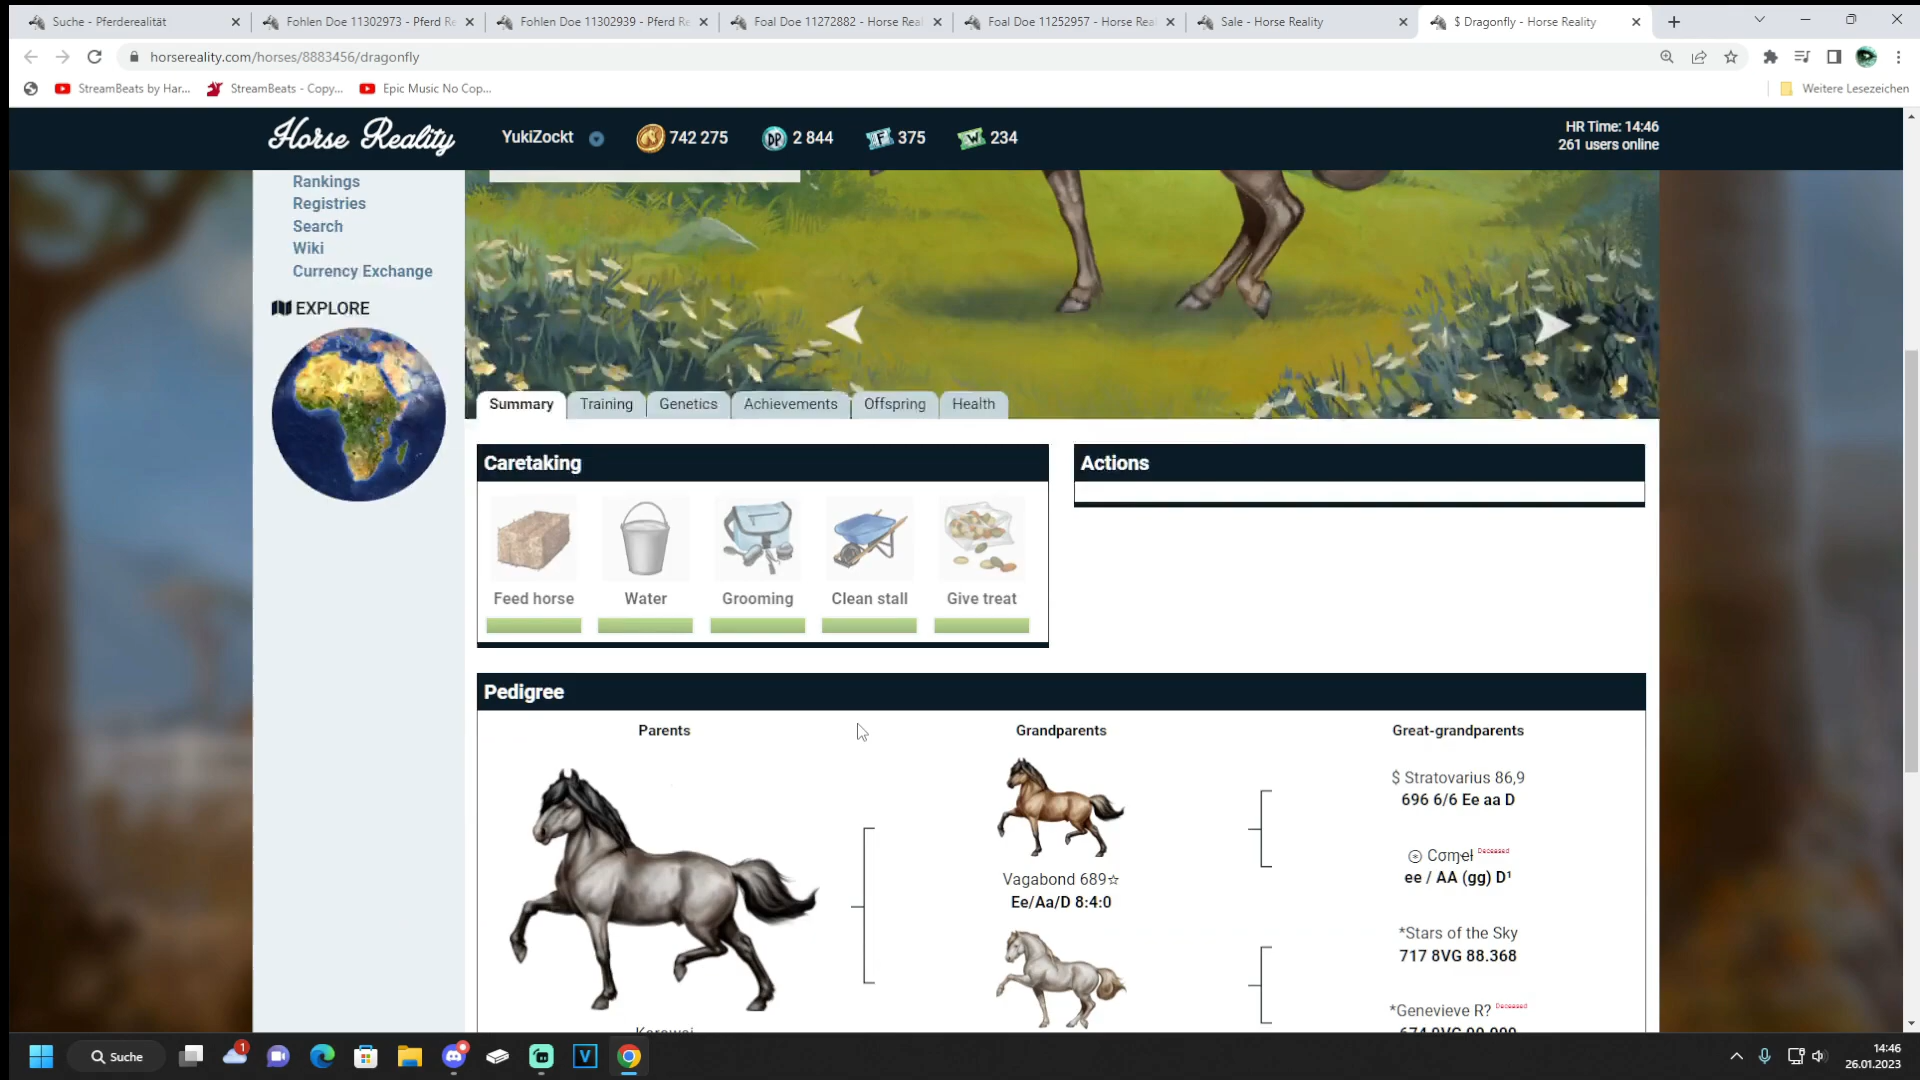 Suche - Pferderealität
Fohlen Doe 11302973 - Pferd Re
Fohlen Doe 11302939 - Pferd Re
Foal Doe 11272882 - Horse Real
Foal Doe 11252957 - Horse Rea
Sale - Horse Reality
$ Dragonfly - Horse Reality
horsereality.com/horses/8883456/dragonfly
StreamBeats by Har...
StreamBeats - Copy...
Epic Music No Cop...
Weitere Lesezeichen
Horse Reality
YukiZockt
742 275
DP
2 844
F
375
W
234
HR Time: 14:46
261 users online
Rankings
Registries
Search
Wiki
Currency Exchange
EXPLORE
Summary
Training
Genetics
Achievements
Offspring
Health
Caretaking
Actions
Feed horse
Water
Grooming
Clean stall
Give treat
Pedigree
Parents
Grandparents
Great-grandparents
$ Stratovarius 86,9
696 6/6 Ee aa D
Deceased
ee / AA (gg) D¹
Vagabond 689☆
Ee/Aa/D 8:4:0
*Stars of the Sky
717 8VG 88.368
*Genevieve R? Deceased
1
Suche
V
14:46
26.01.2023